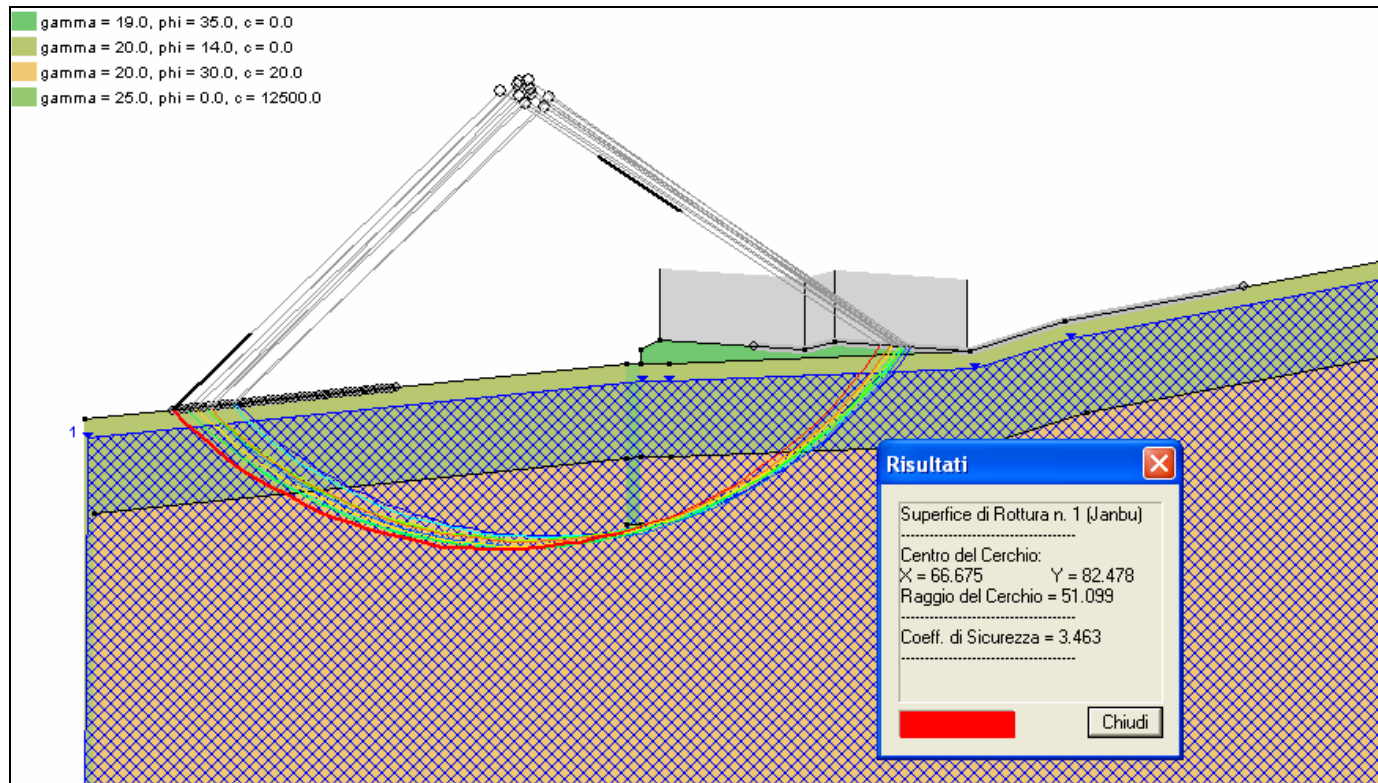 gamma = 19.0, phi = 35.0, c = 0.0
gamma = 20.0, phi = 14.0, c = 0.0
gamma = 20.0, phi = 30.0, c = 20.0
gamma = 25.0, phi = 0.0, c = 12500.0
1
Risultati
Superfice di Rottura n. 1 (Janbu)
-----------------------------------
Centro del Cerchio:
X = 66.675 Y = 82.478
Raggio del Cerchio = 51.099
-----------------------------------
Coeff. di Sicurezza = 3.463
-----------------------------------
Chiudi